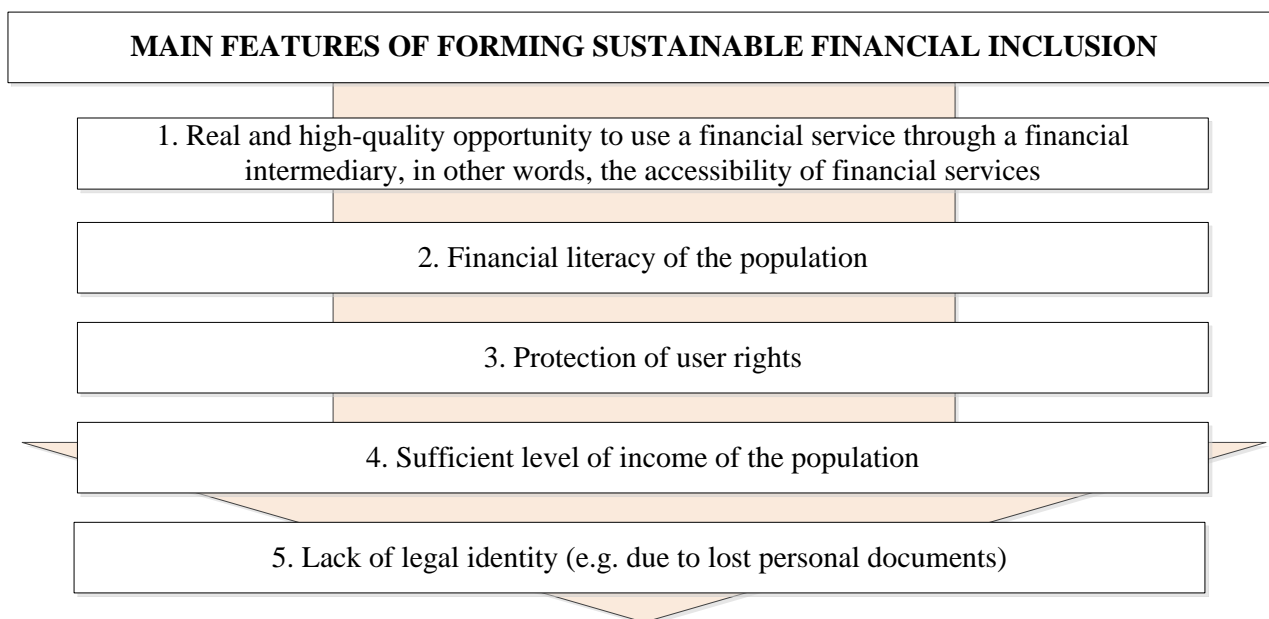 MAIN FEATURES OF FORMING SUSTAINABLE FINANCIAL INCLUSION
1. Real and high-quality opportunity to use a financial service through a financial
intermediary, in other words, the accessibility of financial services
2. Financial literacy of the population
3. Protection of user rights
4. Sufficient level of income of the population
5. Lack of legal identity (e.g. due to lost personal documents)